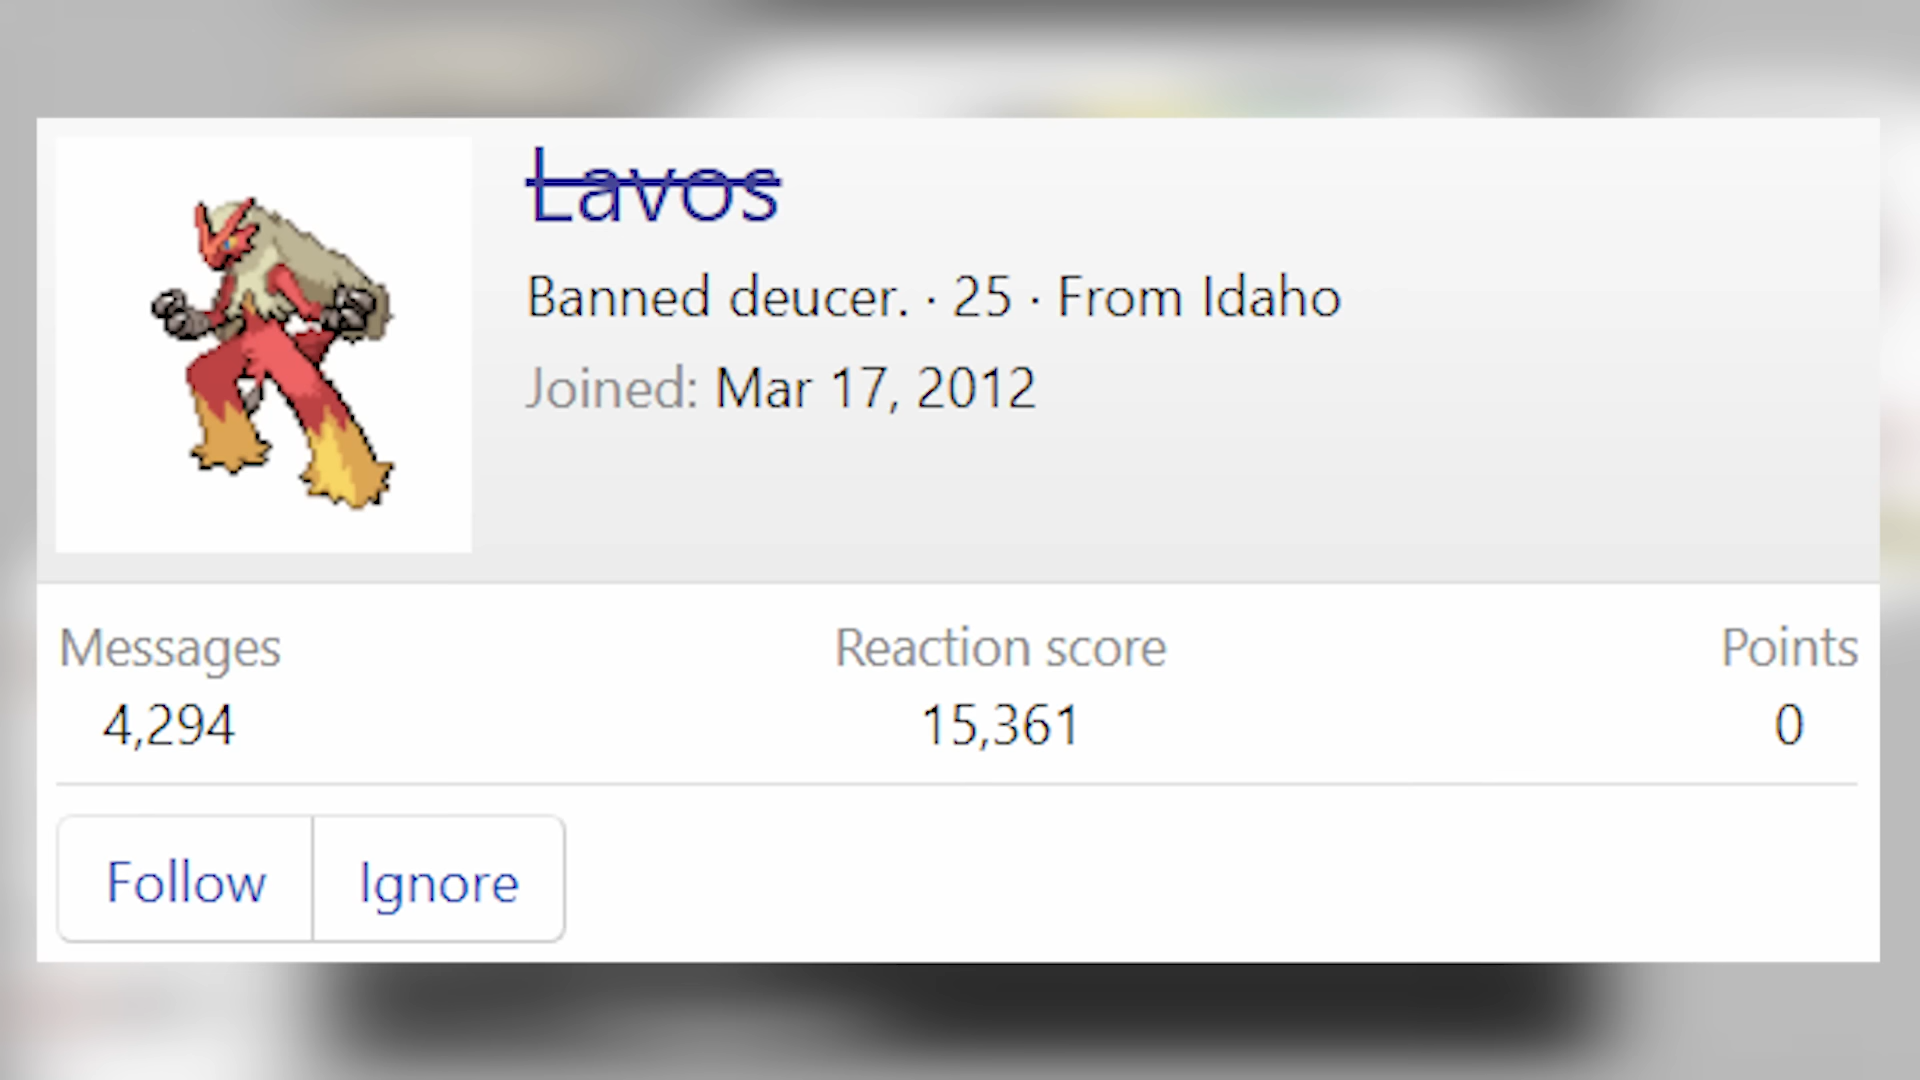 Lavos
Banned deucer. · 25 · From Idaho
Joined: Mar 17, 2012
Messages Reaction score Points
4,294 15,361 0
Follow Ignore